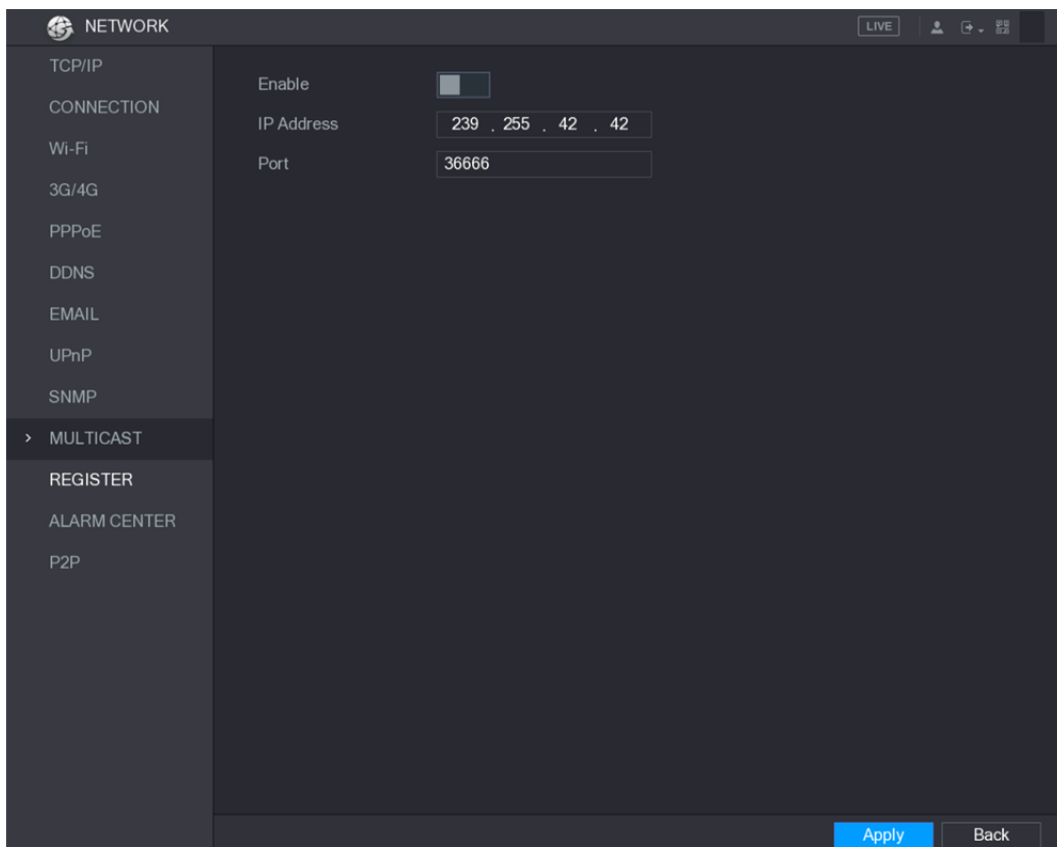 NETWORK
LIVE
TCP/IP
CONNECTION
Wi-Fi
3G/4G
PPPoE
DDNS
EMAIL
UPnP
SNMP
> MULTICAST
REGISTER
ALARM CENTER
P2P
Enable
IP Address 239 . 255 . 42 . 42
Port 36666
Apply Back